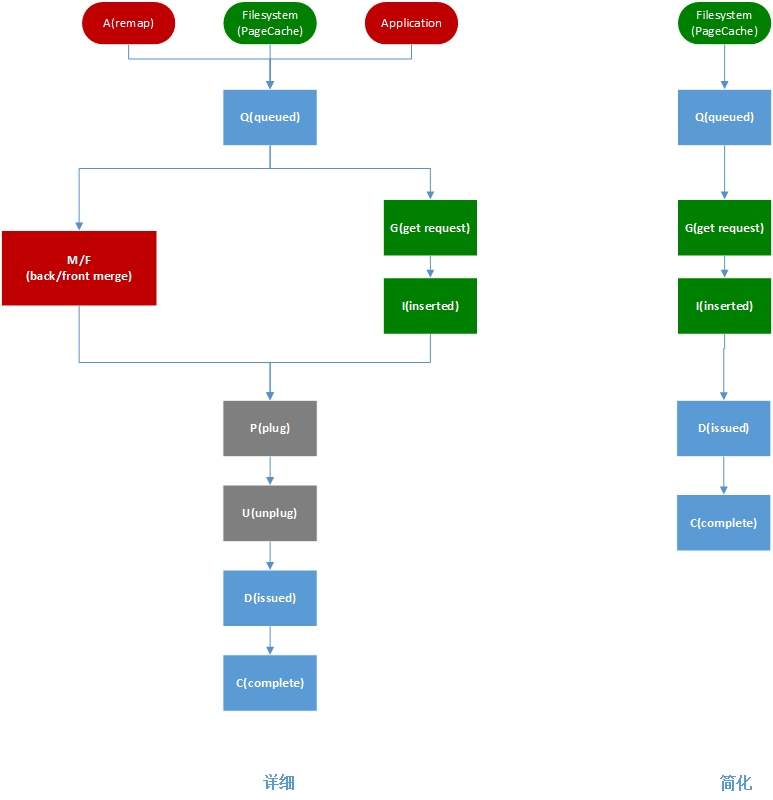 A(remap)
Filesystem
(PageCache)
Application
Q(queued)
M/F
(back/front merge)
G(get request)
I(inserted)
P(plug)
U(unplug)
D(issued)
C(complete)
详细
Filesystem
(PageCache)
Q(queued)
G(get request)
I(inserted)
D(issued)
C(complete)
简化